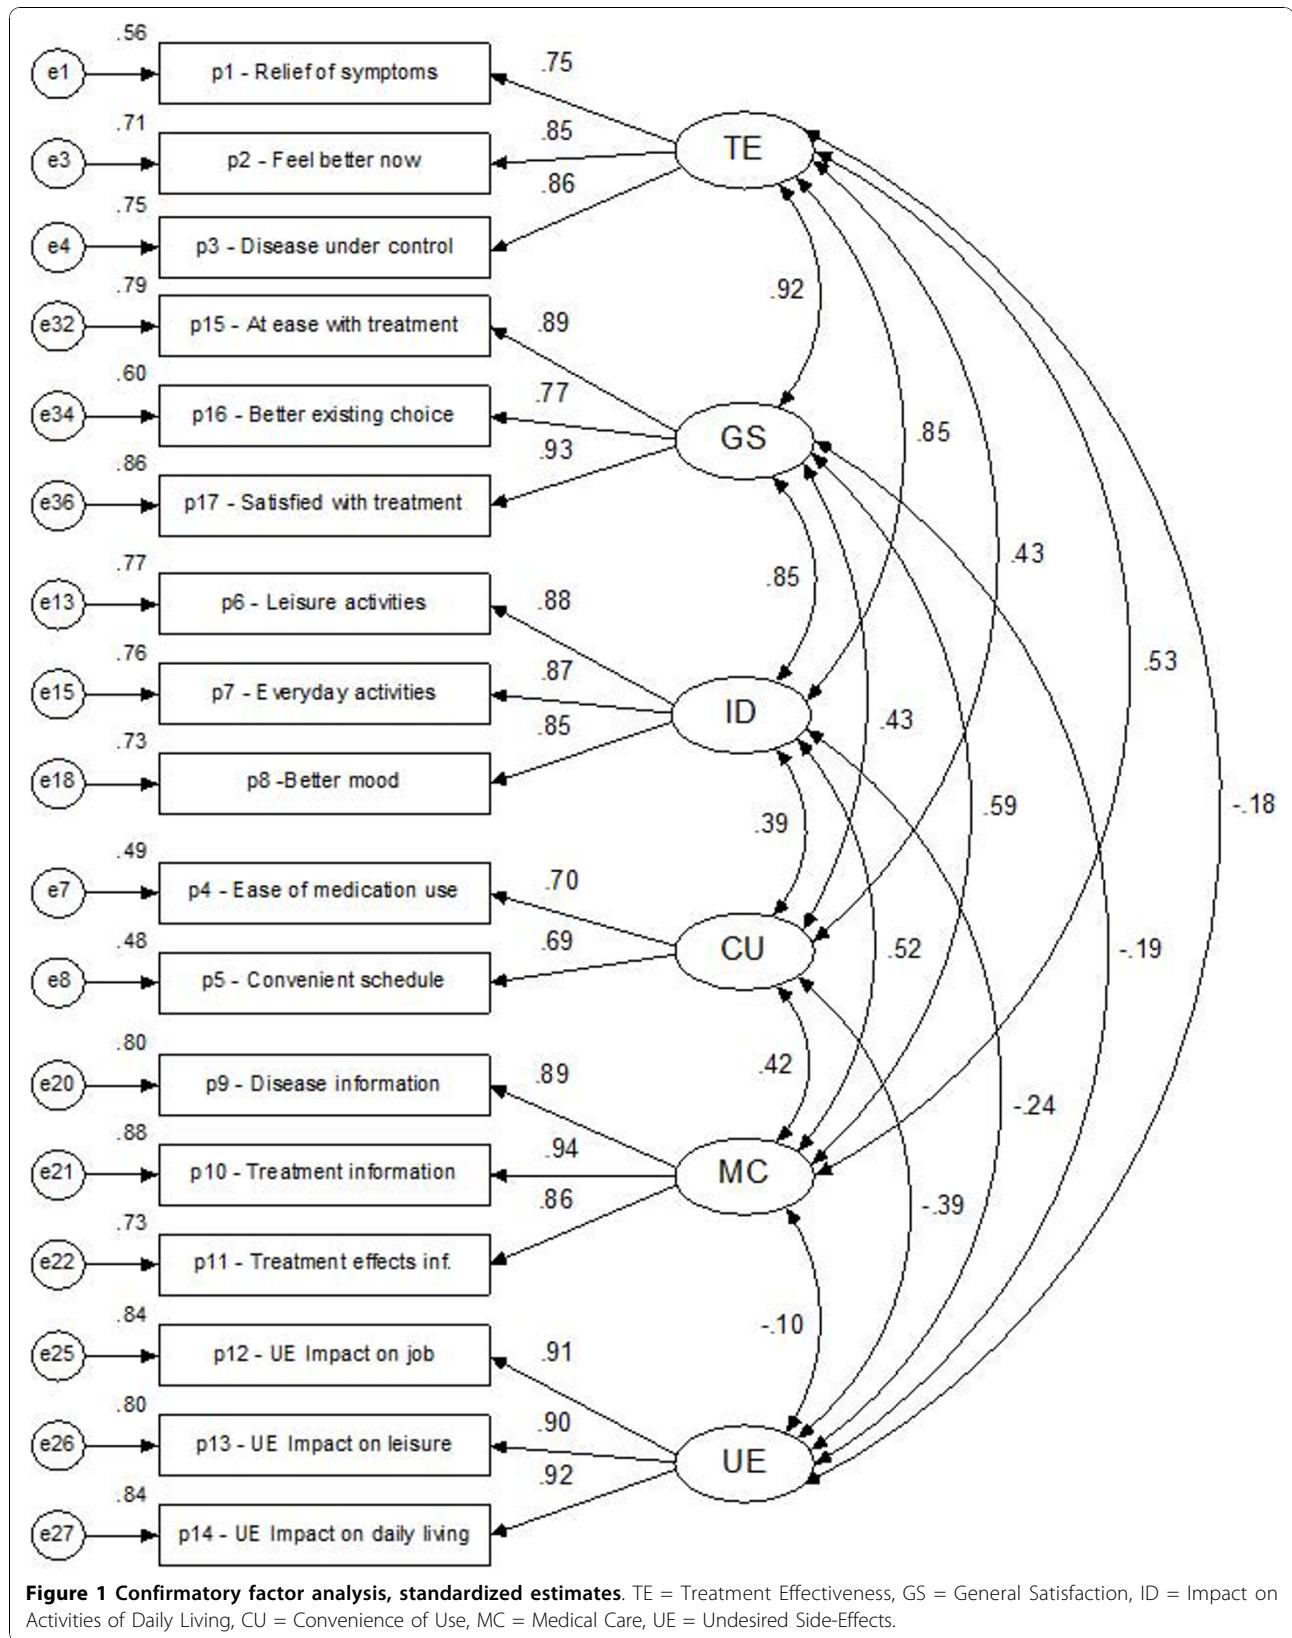 .56
e1
p1 - Relief of symptoms
.75
.71
e3
p2 - Feel better now
.85
.75
e4
p3 - Disease under control
.86
TE
.79
e32
p15 - At ease with treatment
.89
.60
e34
p16 - Better existing choice
.77
.86
e36
p17 - Satisfied with treatment
.93
GS
.77
e13
p6 - Leisure activities
.88
.76
e15
p7 - Everyday activities
.87
.73
e18
p8 -Better mood
.85
ID
.49
e7
p4 - Ease of medication use
.70
.48
e8
p5 - Convenient schedule
.69
CU
.80
e20
p9 - Disease information
.89
.88
e21
p10 - Treatment information
.94
.73
e22
p11 - Treatment effects inf.
.86
MC
.84
e25
p12 - UE Impact on job
.91
.80
e26
p13 - UE Impact on leisure
.90
.84
e27
p14 - UE Impact on daily living
.92
UE
.92
.85
.43
.85
.53
.43
.59
-.18
.39
.52
-.19
.42
-.24
-.39
-.10
Figure 1 Confirmatory factor analysis, standardized estimates. TE = Treatment Effectiveness, GS = General Satisfaction, ID = Impact on
Activities of Daily Living, CU = Convenience of Use, MC = Medical Care, UE = Undesired Side-Effects.